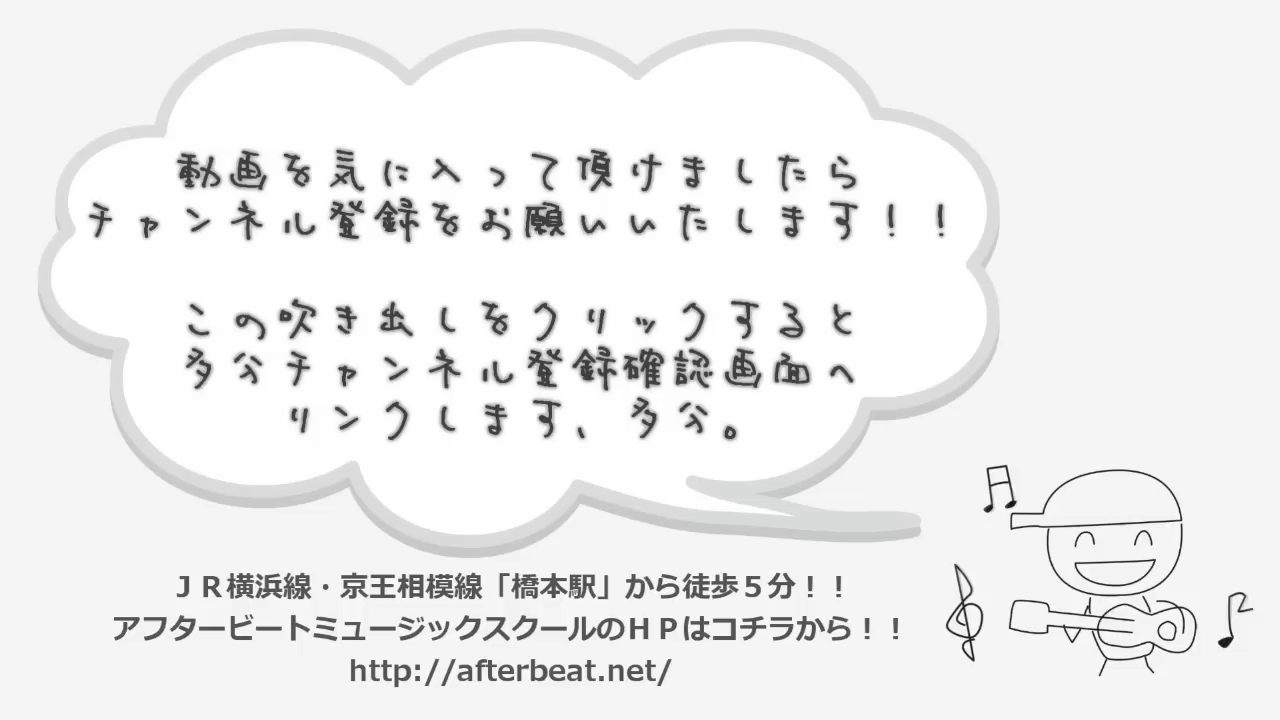 動画を気に入って頂けましたら
チャンネル登録をお願いいたします！！
この吹き出しをクリックすると
多分チャンネル登録確認画面へ
リンクします、多分。
ＪＲ横浜線・京王相模線「橋本駅」から徒歩５分！！
アフタービートミュージックスクールのＨＰはコチラから！！
http://afterbeat.net/